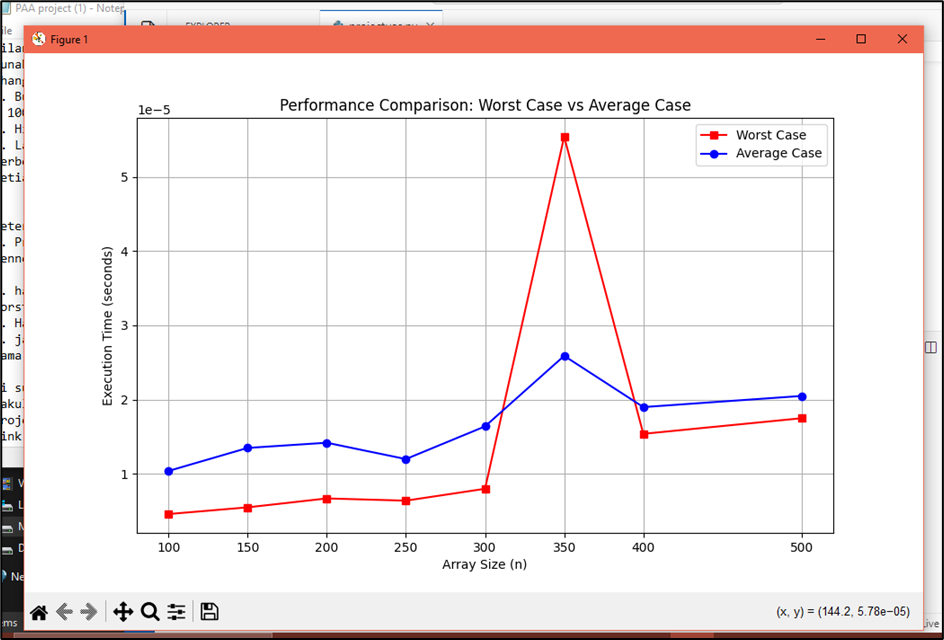 PAA project (1) - Notep
EXPLORER
Figure 1
Performance Comparison: Worst Case vs Average Case
1e−5
Worst Case
Average Case
5
4
3
2
1
Execution Time (seconds)
100 150 200 250 300 350 400 500
Array Size (n)
(x, y) = (144.2, 5.78e−05)